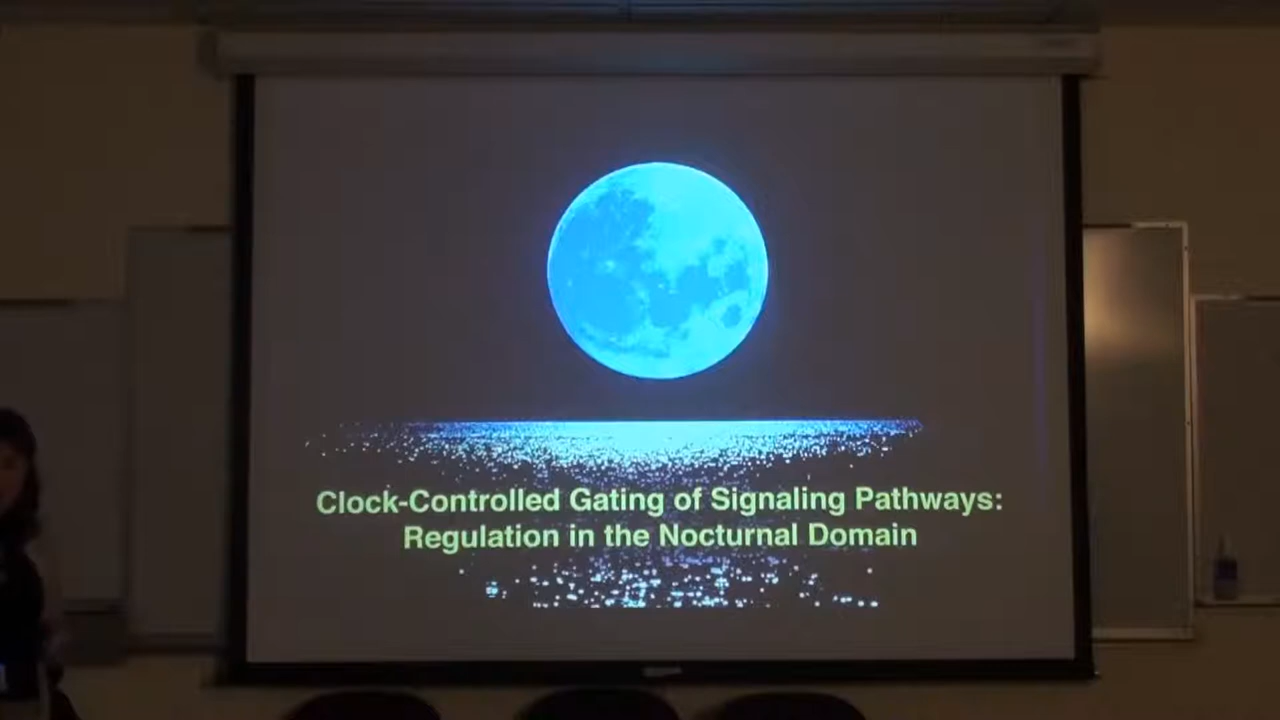 Clock-Controlled Gating of Signaling Pathways:
Regulation in the Nocturnal Domain